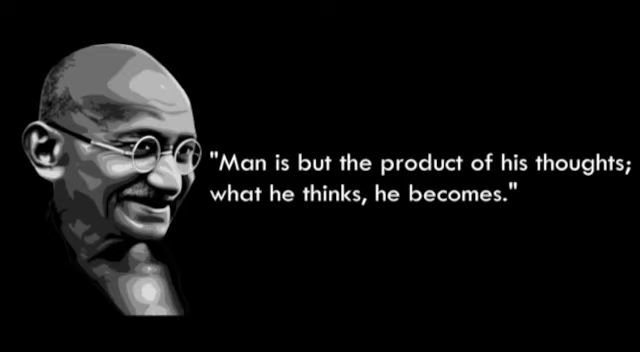 "Man is but the product of his thoughts;
what he thinks, he becomes."